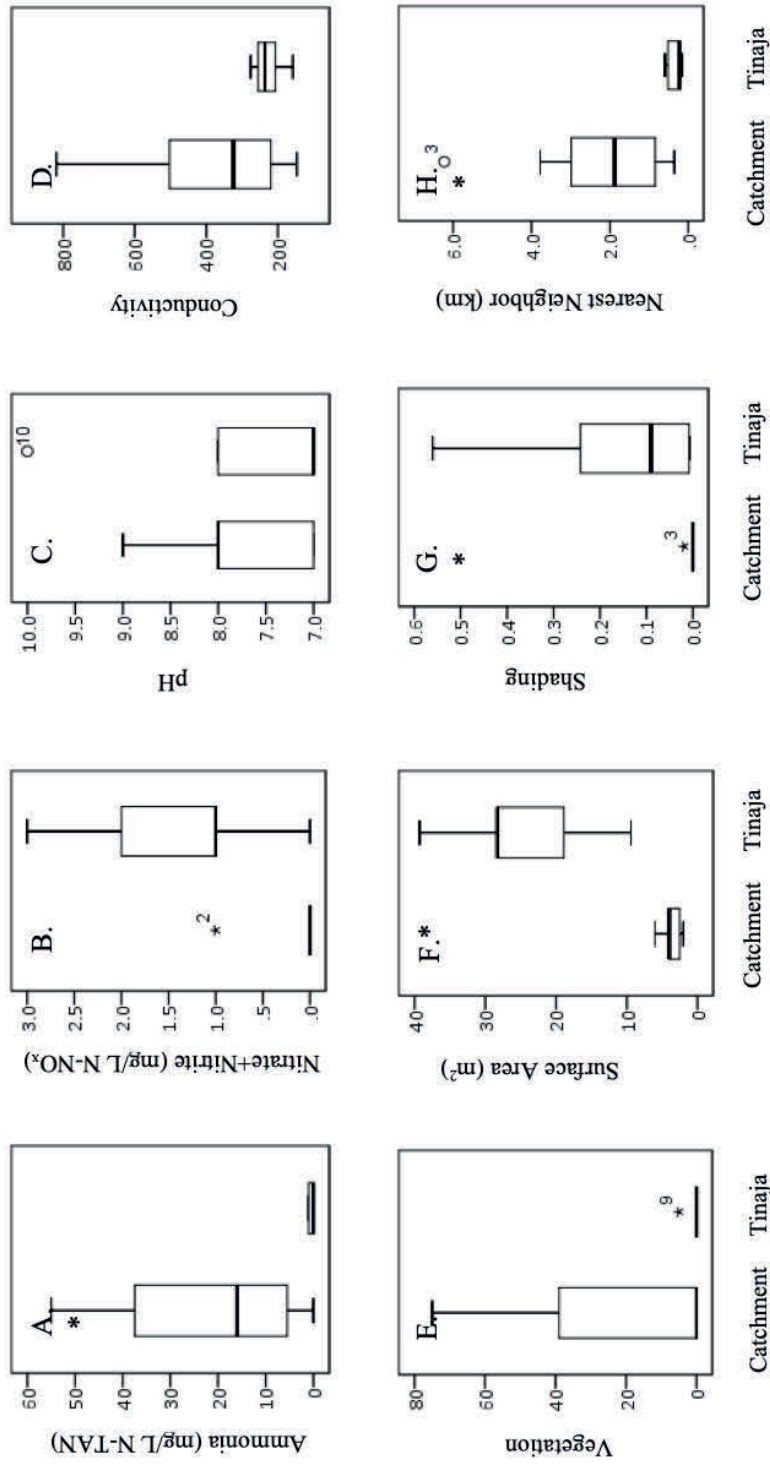 A.
*
60
50
40
30
20
10
0
Ammonia (mg/L N-TAN)
B.
* 2
3.0
2.5
2.0
1.5
1.0
.5
.0
Nitrate+Nitrite (mg/L N-NOx)
C.
O10
10.0
9.5
9.0
8.5
8.0
7.5
7.0
pH
D.
800
600
400
200
Conductivity
E.
* 9
80
60
40
20
0
Vegetation
Catchment Tinaja
F.*
40
30
20
10
0
Surface Area (m²)
Catchment Tinaja
G.
*
* 3
0.6
0.5
0.4
0.3
0.2
0.1
0.0
Shading
Catchment Tinaja
H.
*
O3
6.0
4.0
2.0
.0
Nearest Neighbor (km)
Catchment Tinaja